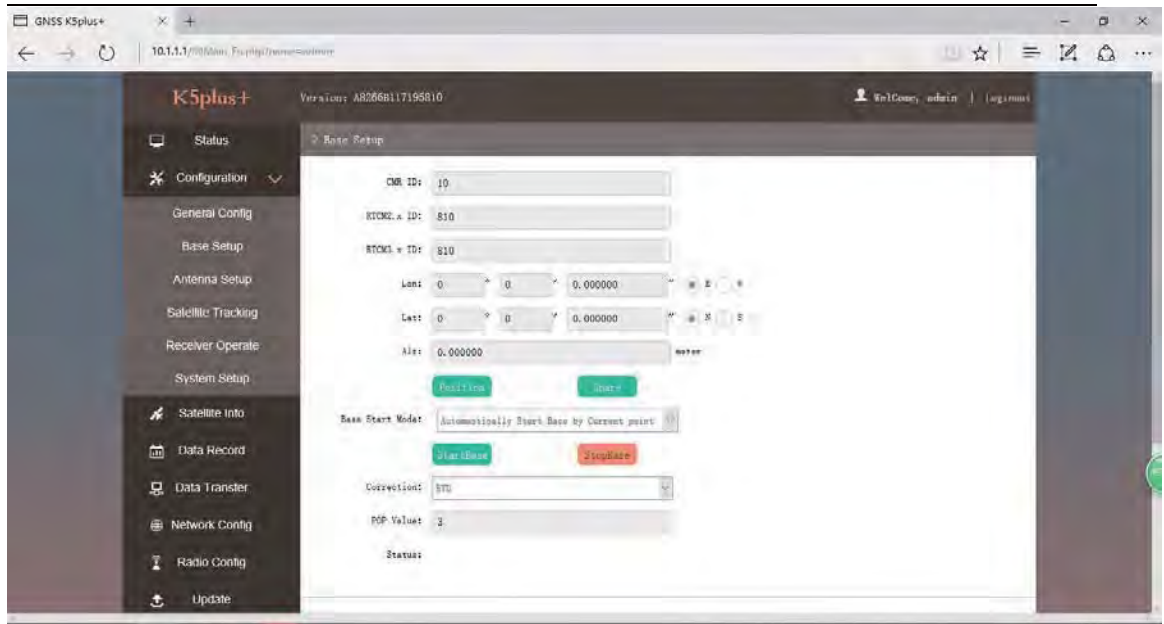 GNSS K5plus+
10.1.1.1/
K5plus+ Version: A82668117195810 WelCome, admin |
Status > Base Setup
Configuration
General Config
Base Setup
Antenna Setup
Satellite Tracking
Receiver Operate
System Setup
Satellite Info
Data Record
Data Transfer
Network Config
Radio Config
Update
CMR ID: 10
RTCM2.x ID: 810
RTCM3.x ID: 810
Lon: 0 ° 0 ′ 0.000000 ″ E
Lat: 0 ° 0 ′ 0.000000 ″ N S
Alt: 0.000000 meter
Position Share
Base Start Mode: Automatically Start Base by Current point
StartBase StopBase
Correction:
PDP Value: 3
Status: